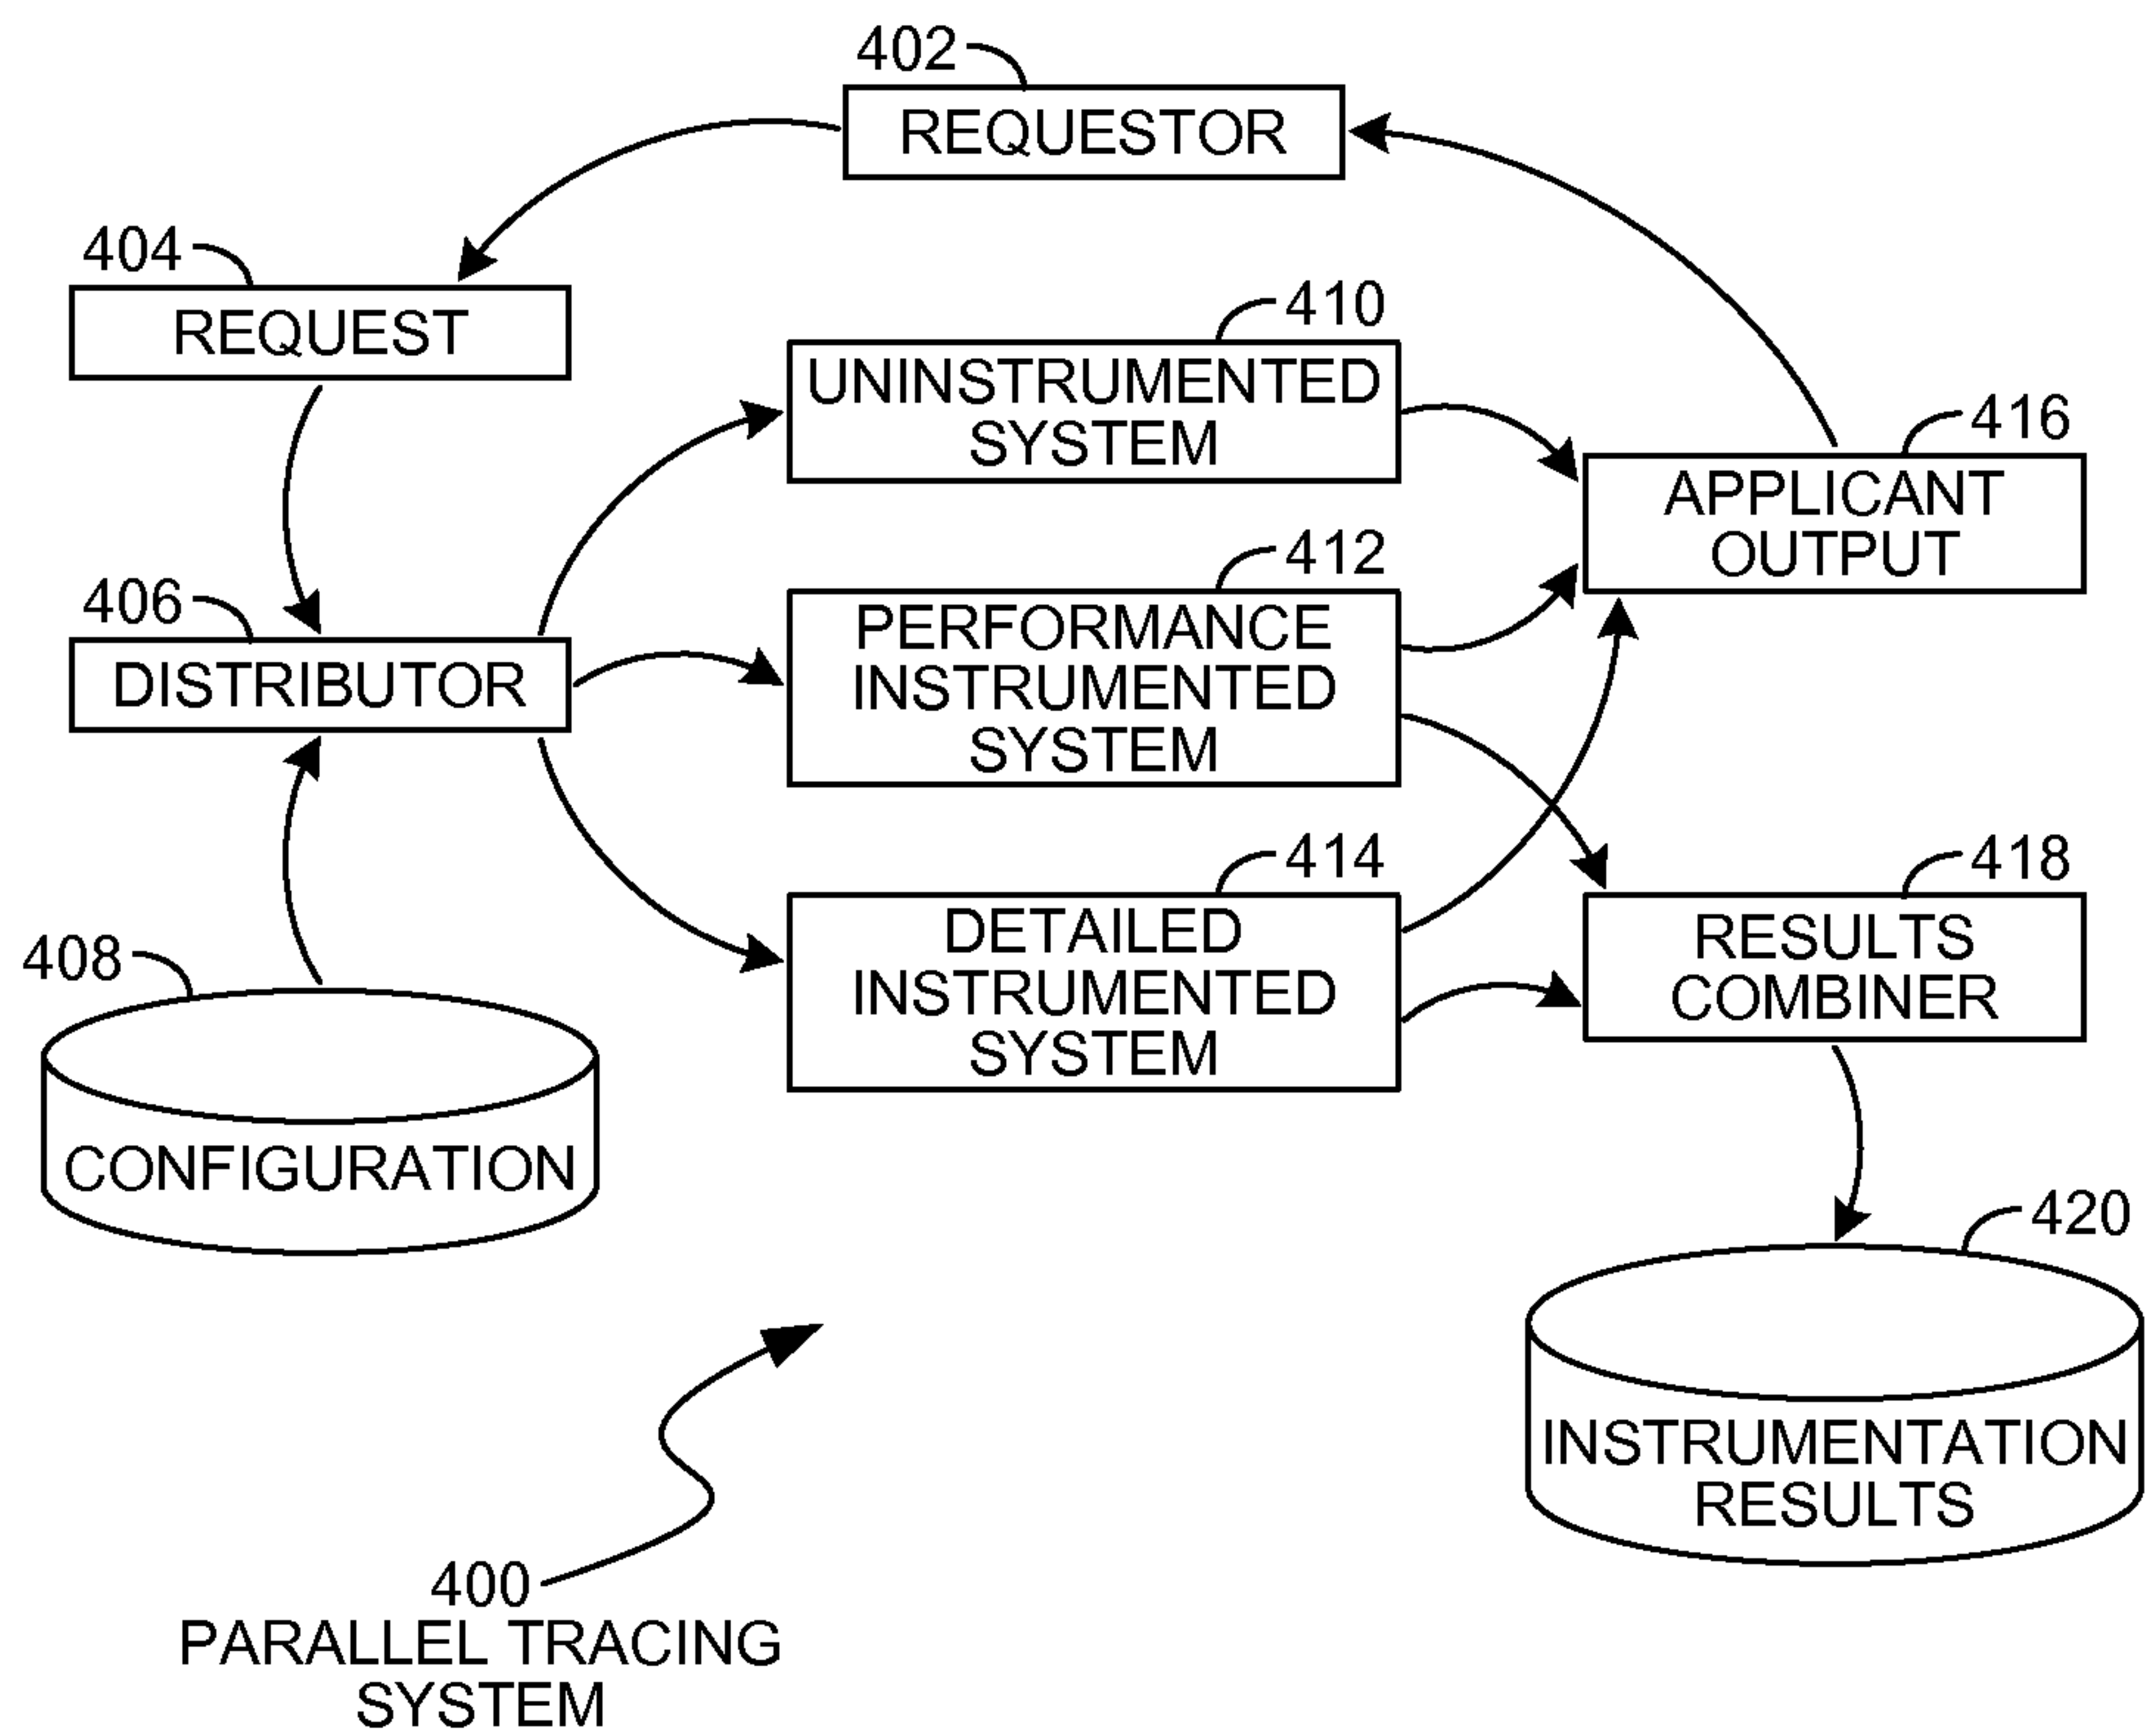 402
REQUESTOR
404
REQUEST
410
UNINSTRUMENTED
SYSTEM
416
APPLICANT
OUTPUT
406
DISTRIBUTOR
412
PERFORMANCE
INSTRUMENTED
SYSTEM
414
DETAILED
INSTRUMENTED
SYSTEM
418
RESULTS
COMBINER
408
CONFIGURATION
420
INSTRUMENTATION
RESULTS
400
PARALLEL TRACING
SYSTEM